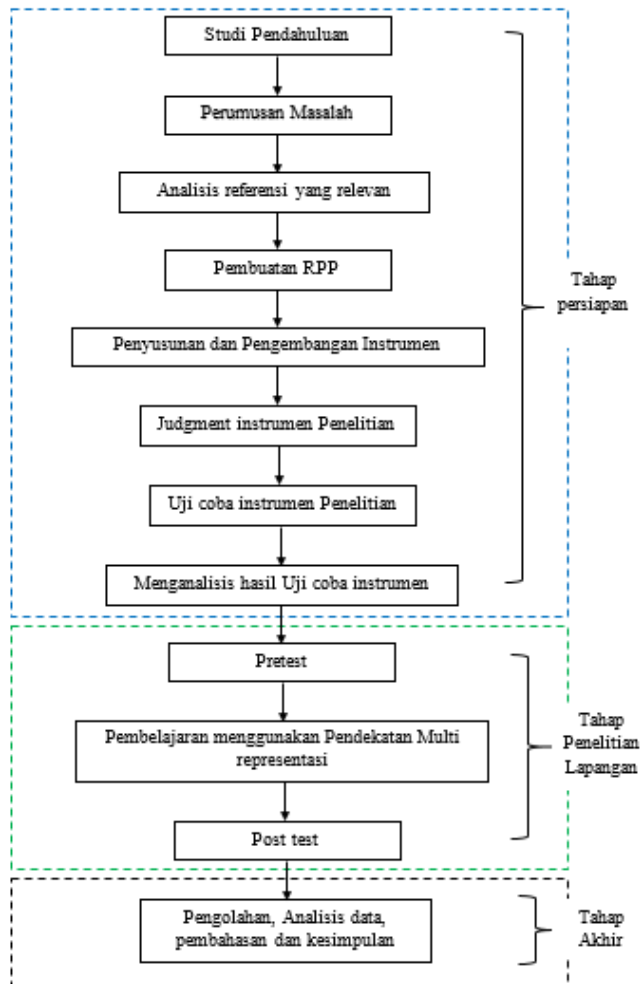 Studi Pendahuluan
Perumusan Masalah
Analisis referensi yang relevan
Pembuatan RPP
Tahap
persiapan
Penyusunan dan Pengembangan Instrumen
Judgment instrumen Penelitian
Uji coba instrumen Penelitian
Menganalisis hasil Uji coba instrumen
Pretest
Pembelajaran menggunakan Pendekatan Multi
representasi
Tahap
Penelitian
Lapangan
Post test
Pengolahan, Analisis data,
pembahasan dan kesimpulan
Tahap
Akhir